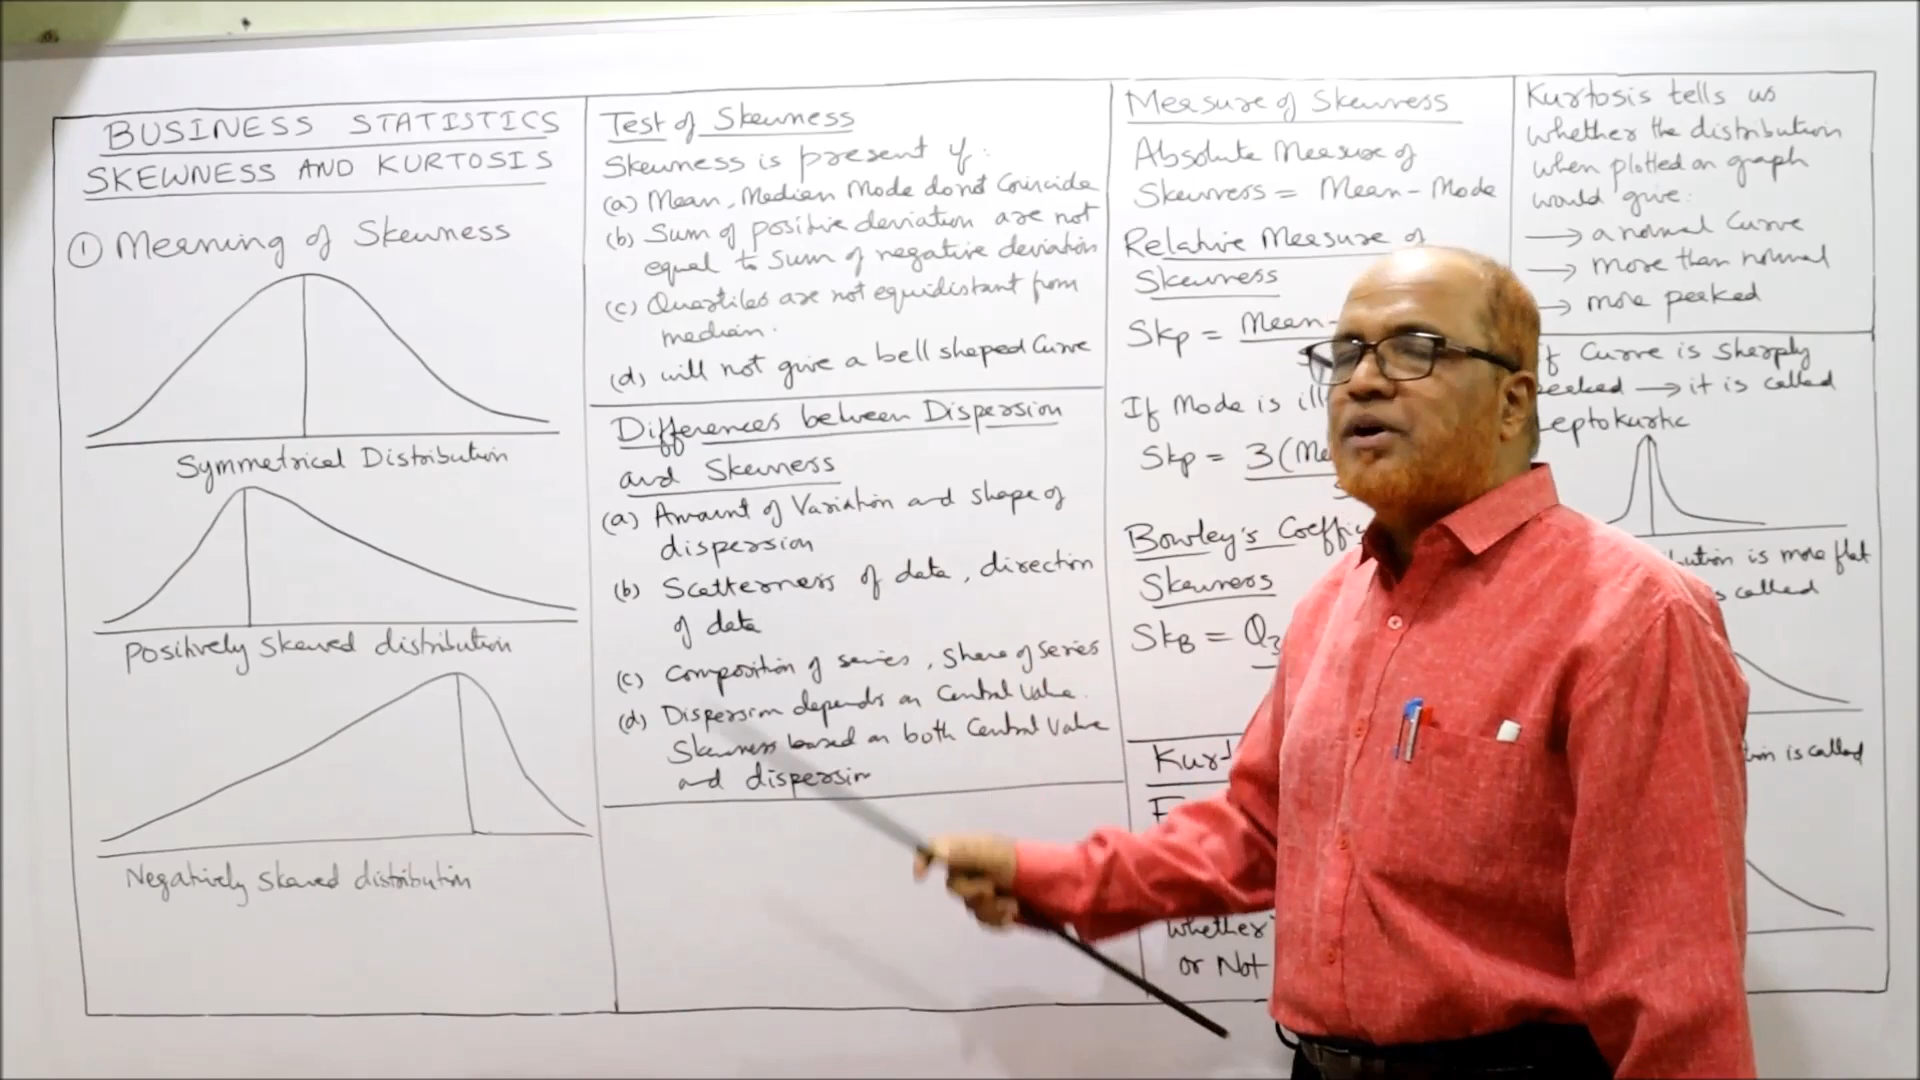 BUSINESS STATISTICS
SKEWNESS AND KURTOSIS
① Meaning of Skewness
Symmetrical Distribution
Positively Skewed distribution
Negatively Skewed distribution
Test of Skewness
Skewness is present if:
(a) Mean, Median Mode do not Coincide
(b) Sum of positive deviation are not
equal to Sum of negative deviation
(c) Quartiles are not equidistant from
median.
(d) will not give a bell shaped Curve
Differences between Dispersion
and Skewness
(a) Amount of Variation and shape of
dispersion
(b) Scatterness of data, direction
of data
(c) Composition of series, Share of Series
(d) Dispersion depends on Central Value.
Skewness based on both Central Value
and dispersion
Measure of Skewness
Absolute Measure of
Skewness = Mean - Mode
Relative Measure of
Skewness
Skp = Mean -
If Mode is ill
Skp = 3(Me
Bowley's Coeffic
Skewness
SkB = Q3
Kurt
whether
or Not
Kurtosis tells us
whether the distribution
when plotted on graph
would give:
→ a normal Curve
→ more than normal
→ more peaked
If Curve is Sharply
peaked → it is called
Leptokurtic
bution is more flat
s called
is called